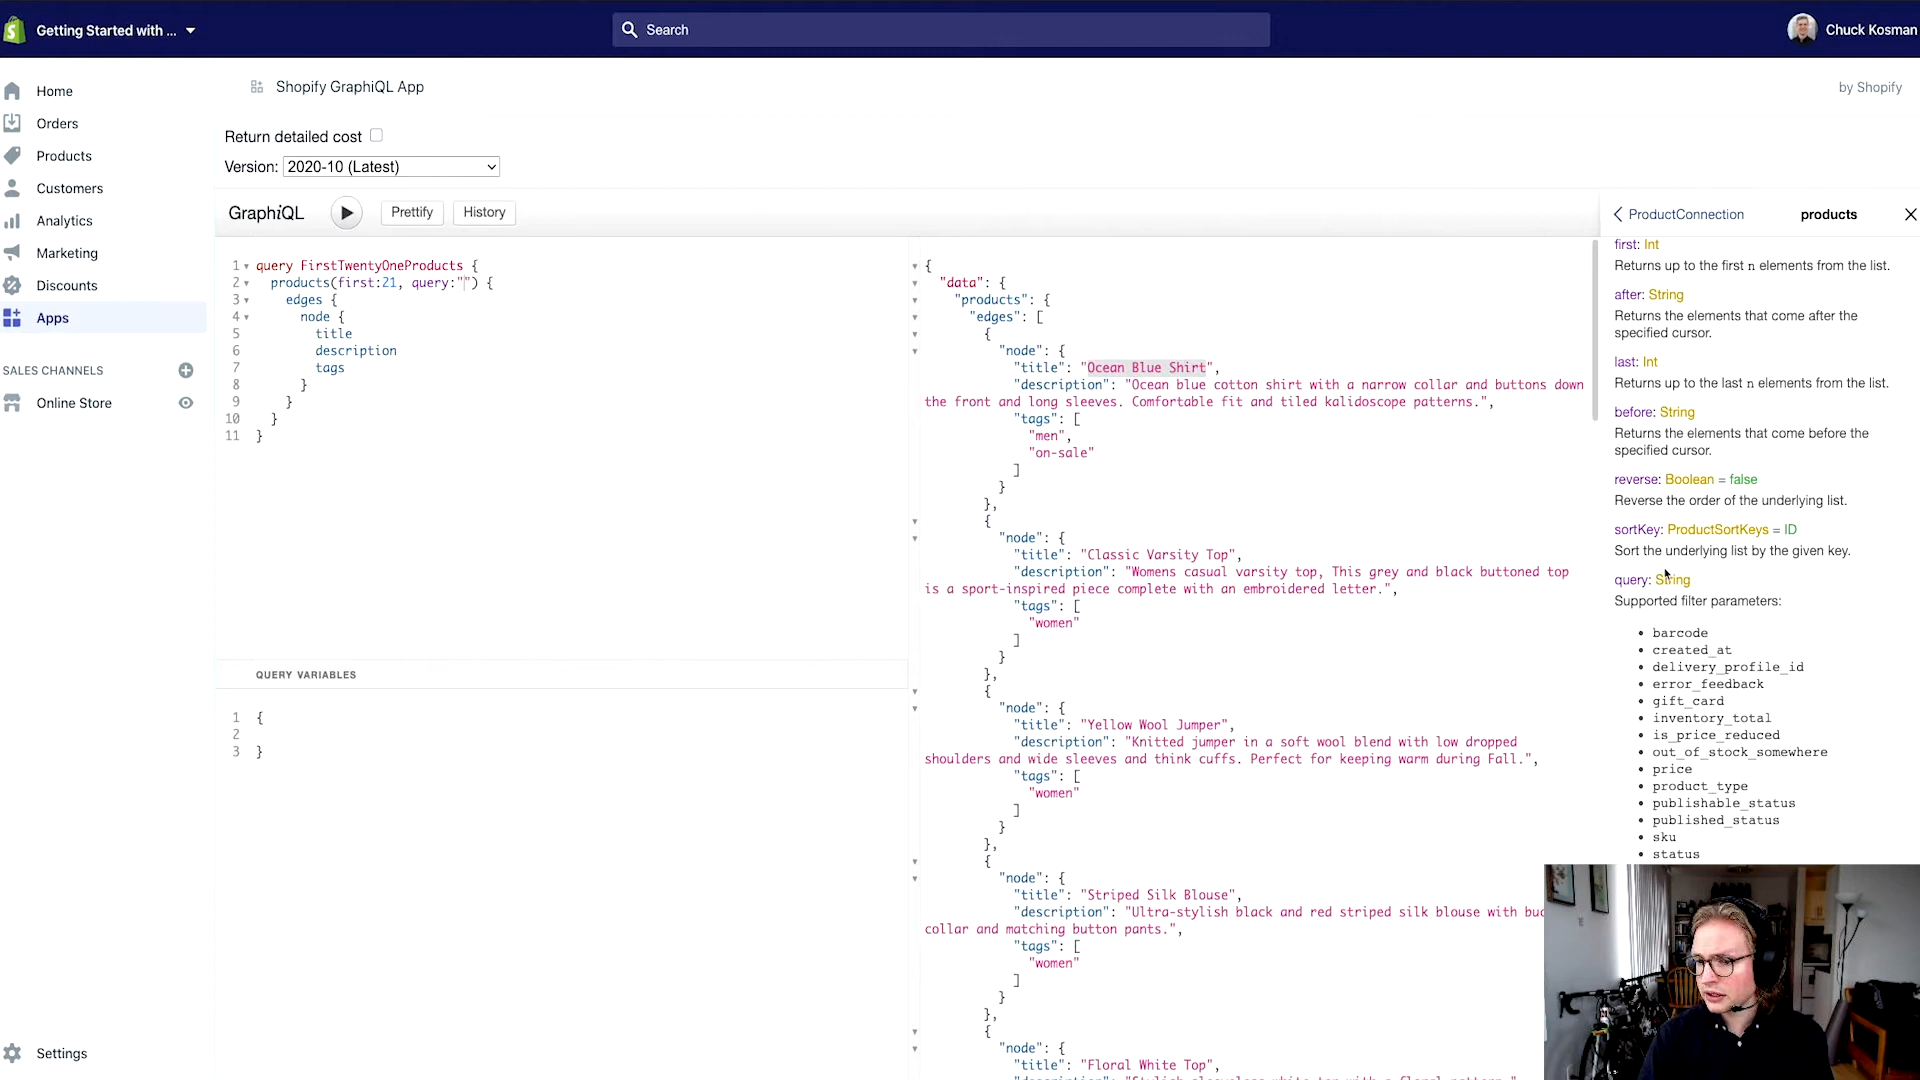 Getting Started with ...
Search
Chuck Kosman
Home
Orders
Products
Customers
Analytics
Marketing
Discounts
Apps
SALES CHANNELS
Online Store
Settings
Shopify GraphiQL App
by Shopify
Return detailed cost
Version: 2020-10 (Latest)
GraphiQL
Prettify
History
1 query FirstTwentyOneProducts {
2 products(first:21, query:"") {
3 edges {
4 node {
5 title
6 description
7 tags
8 }
9 }
10 }
11 }
QUERY VARIABLES
1 {
2
3 }
{
"data": {
"products": {
"edges": [
{
"node": {
"title": "Ocean Blue Shirt",
"description": "Ocean blue cotton shirt with a narrow collar and buttons down
the front and long sleeves. Comfortable fit and tiled kalidoscope patterns.",
"tags": [
"men",
"on-sale"
]
}
},
{
"node": {
"title": "Classic Varsity Top",
"description": "Womens casual varsity top, This grey and black buttoned top
is a sport-inspired piece complete with an embroidered letter.",
"tags": [
"women"
]
}
},
{
"node": {
"title": "Yellow Wool Jumper",
"description": "Knitted jumper in a soft wool blend with low dropped
shoulders and wide sleeves and think cuffs. Perfect for keeping warm during Fall.",
"tags": [
"women"
]
}
},
{
"node": {
"title": "Striped Silk Blouse",
"description": "Ultra-stylish black and red striped silk blouse with
collar and matching button pants.",
"tags": [
"women"
]
}
},
{
"node": {
"title": "Floral White Top",
ProductConnection
products
first: Int
Returns up to the first n elements from the list.
after: String
Returns the elements that come after the
specified cursor.
last: Int
Returns up to the last n elements from the list.
before: String
Returns the elements that come before the
specified cursor.
reverse: Boolean = false
Reverse the order of the underlying list.
sortKey: ProductSortKeys = ID
Sort the underlying list by the given key.
query: String
Supported filter parameters:
• barcode
• created_at
• delivery_profile_id
• error_feedback
• gift_card
• inventory_total
• is_price_reduced
• out_of_stock_somewhere
• price
• product_type
• publishable_status
• published_status
• sku
• status